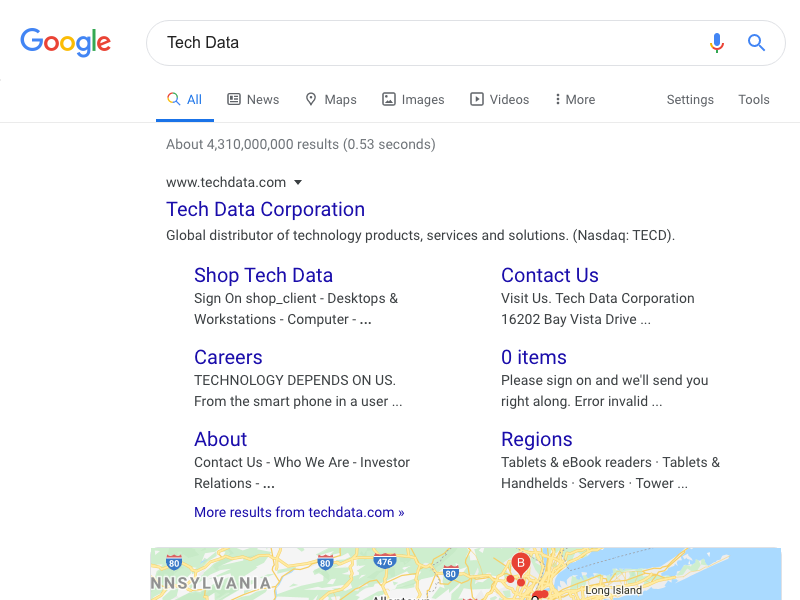 Google
Tech Data
All News Maps Images Videos More Settings Tools
About 4,310,000,000 results (0.53 seconds)
www.techdata.com
Tech Data Corporation
Global distributor of technology products, services and solutions. (Nasdaq: TECD).
Shop Tech Data
Sign On shop_client - Desktops &
Workstations - Computer - ...
Contact Us
Visit Us. Tech Data Corporation
16202 Bay Vista Drive ...
Careers
TECHNOLOGY DEPENDS ON US.
From the smart phone in a user ...
0 items
Please sign on and we'll send you
right along. Error invalid ...
About
Contact Us - Who We Are - Investor
Relations - ...
Regions
Tablets & eBook readers · Tablets &
Handhelds · Servers · Tower ...
More results from techdata.com »
80 80 476 80 B
NNSYLVANIA
Long Island